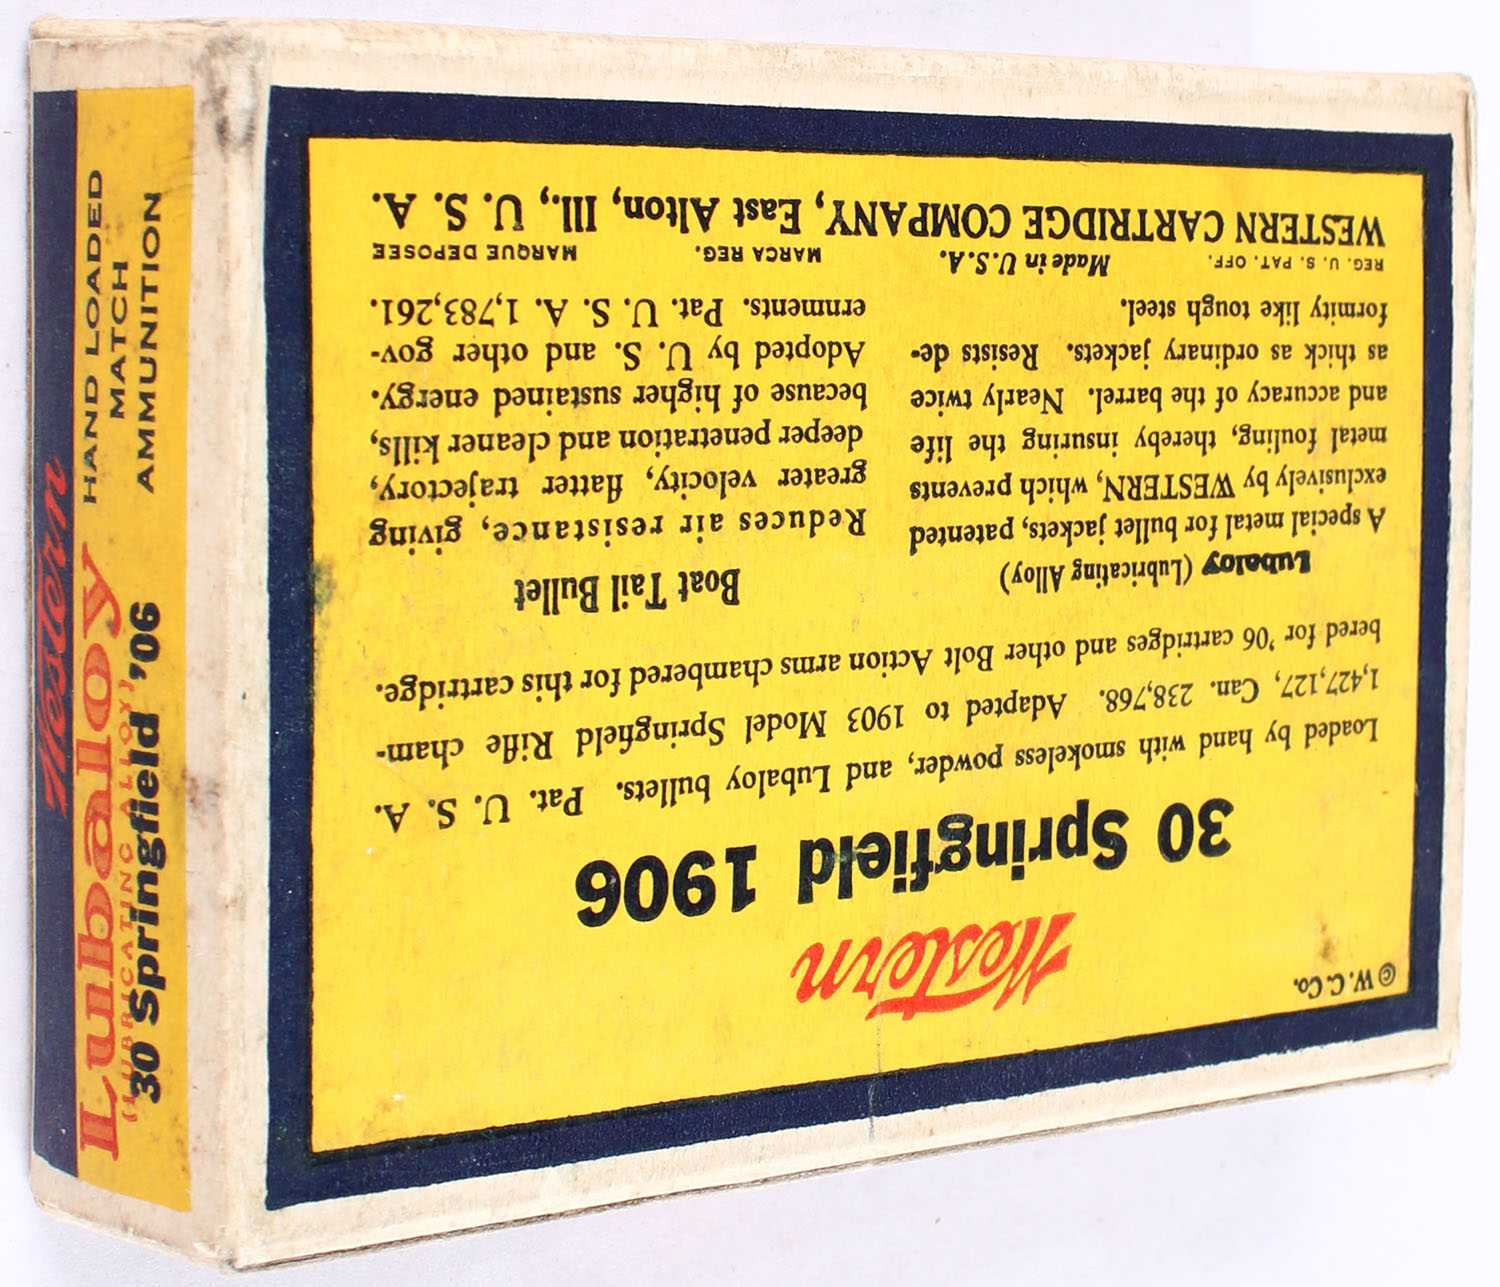 © W. C. Co.
Western
30 Springfield 1906
Loaded by hand with smokeless powder, and Lubaloy bullets. Pat. U. S. A.
1,427,127, Can. 238,768. Adapted to 1903 Model Springfield Rifle cham-
bered for '06 cartridges and other Bolt Action arms chambered for this cartridge.
Lubaloy (Lubricating Alloy)
A special metal for bullet jackets, patented
exclusively by WESTERN, which prevents
metal fouling, thereby insuring the life
and accuracy of the barrel. Nearly twice
as thick as ordinary jackets. Resists de-
formity like tough steel.
Boat Tail Bullet
Reduces air resistance, giving
greater velocity, flatter trajectory,
deeper penetration and cleaner kills,
because of higher sustained energy.
Adopted by U. S. and other gov-
ernments. Pat. U. S. A. 1,783,261.
REG. U. S. PAT. OFF. Made in U.S.A. MARCA REG. MARQUE DEPOSEE
WESTERN CARTRIDGE COMPANY, East Alton, Ill., U. S. A.
Western
Lubaloy
(LUBRICATING ALLOY)
30 Springfield '06
HAND LOADED
MATCH
AMMUNITION